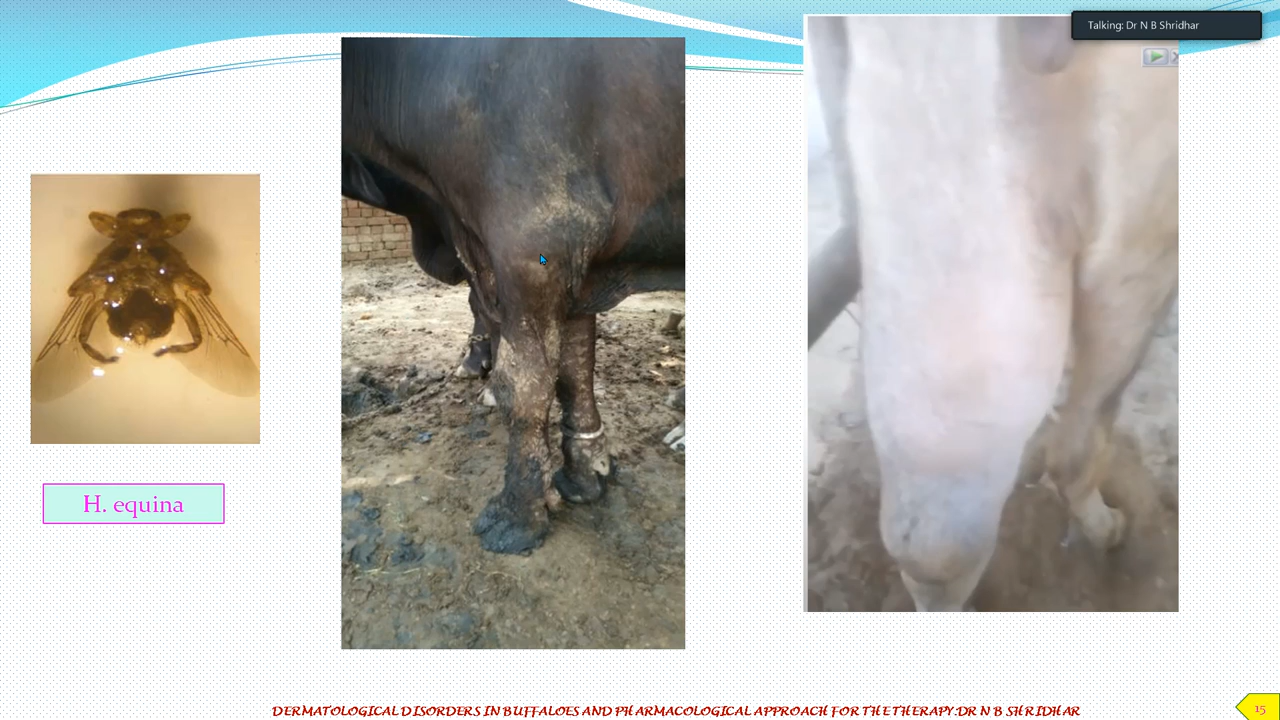 Talking: Dr N B Shridhar
H. equina
DERMATOLOGICAL DISORDERS IN BUFFALOES AND PHARMACOLOGICAL APPROACH FOR THE THERAPY:DR N B SHRIDHAR
15